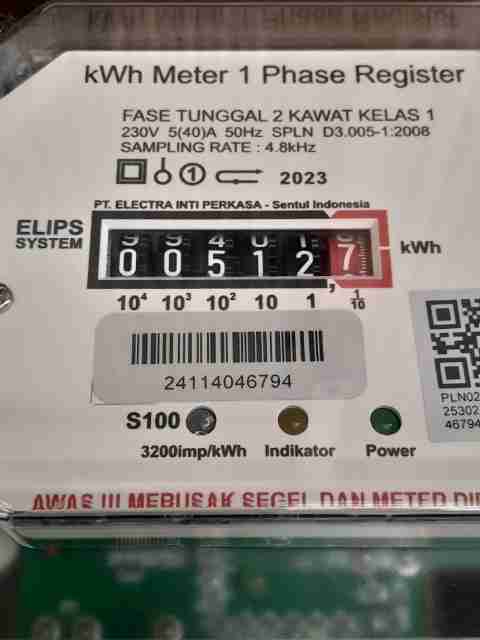 kWh Meter 1 Phase Register
FASE TUNGGAL 2 KAWAT KELAS 1
230V 5(40)A 50Hz SPLN D3.005-1:2008
SAMPLING RATE : 4.8kHz
1 2023
PT. ELECTRA INTI PERKASA - Sentul Indonesia
ELIPS
SYSTEM
0 0 5 1 2 , 7
kWh
10⁴ 10³ 10² 10 1 1/10
24114046794
PLN02
25302
46794
S100
3200imp/kWh Indikator Power
AWAS !!! MERUSAK SEGEL DAN METER